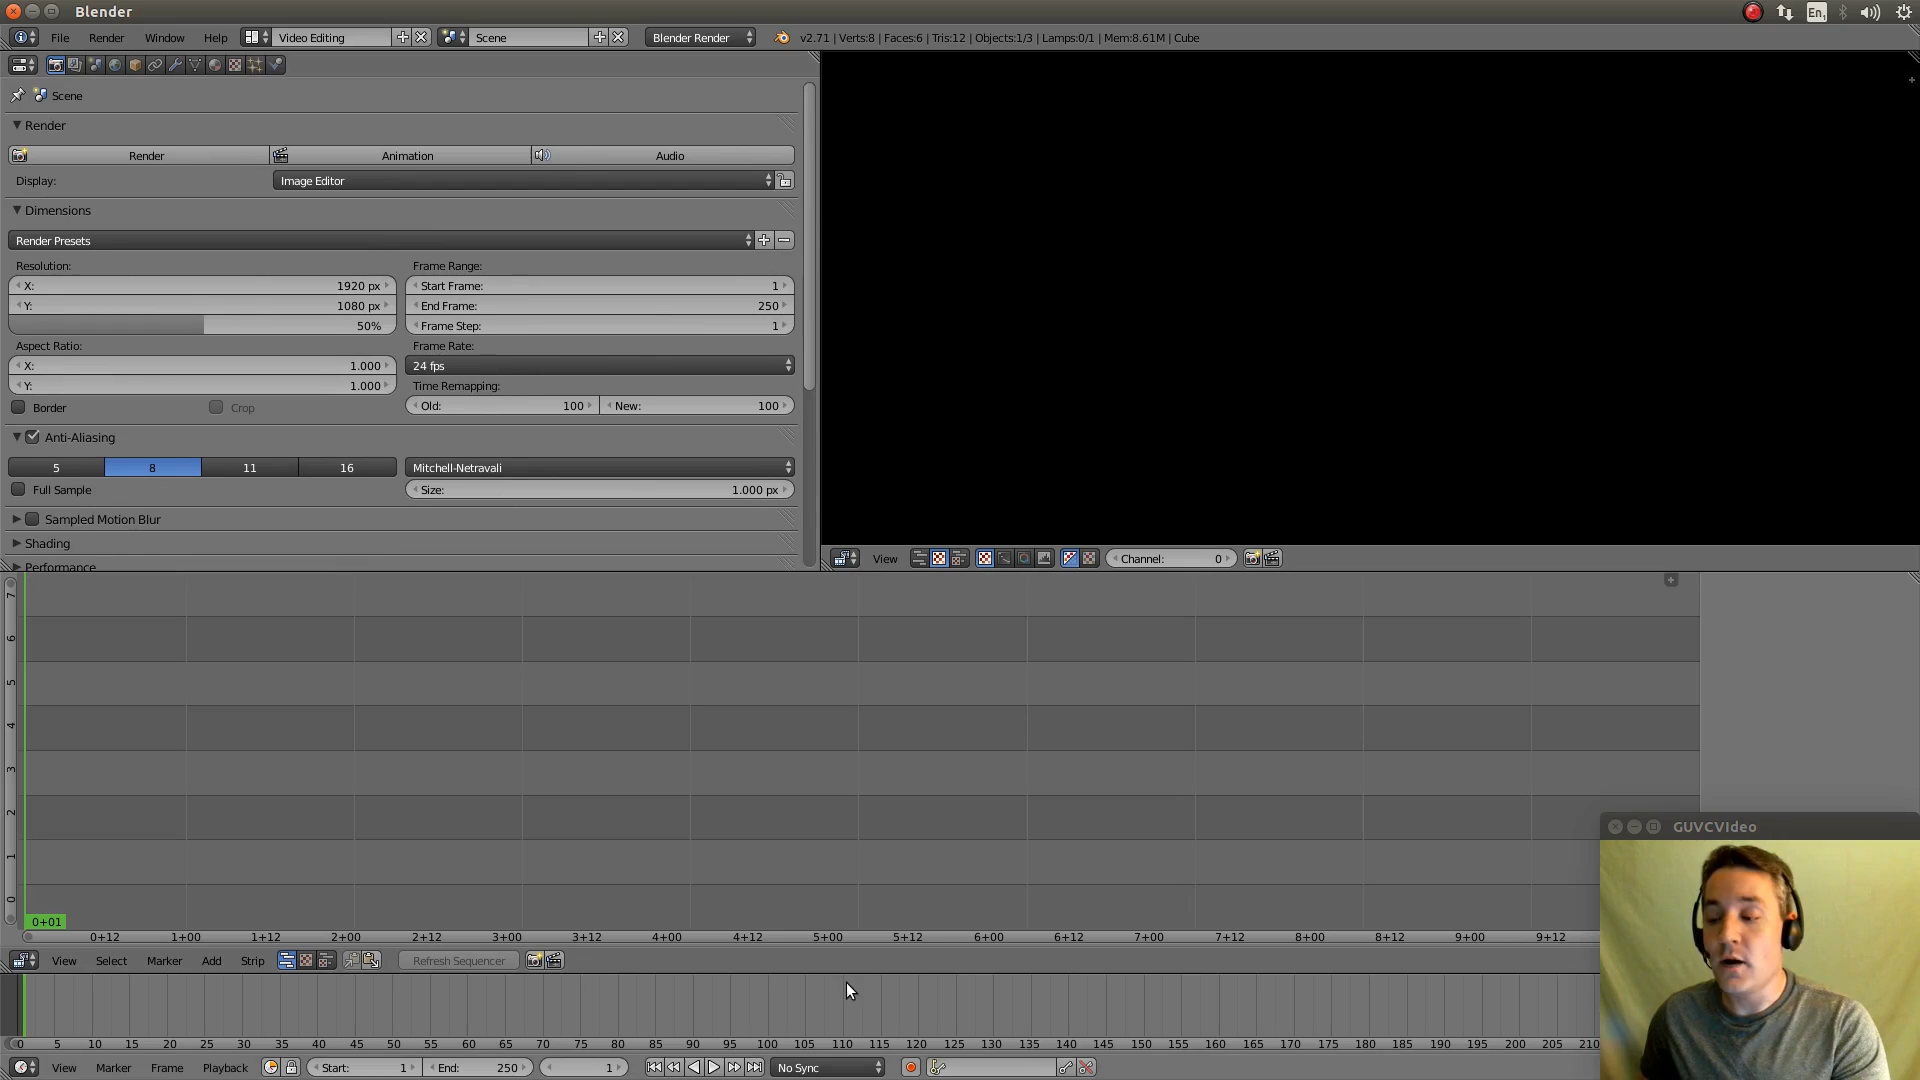 Blender
En1
File Render Window Help Video Editing Scene Blender Render v2.71 | Verts:8 | Faces:6 | Tris:12 | Objects:1/3 | Lamps:0/1 | Mem:8.61M | Cube
Scene
Render
Render Animation Audio
Display: Image Editor
Dimensions
Render Presets
Resolution: Frame Range:
X: 1920 px Start Frame: 1
Y: 1080 px End Frame: 250
50% Frame Step: 1
Aspect Ratio: Frame Rate:
X: 1.000 24 fps
Y: 1.000 Time Remapping:
Border Crop Old: 100 New: 100
Anti-Aliasing
5 8 11 16 Mitchell-Netravali
Full Sample Size: 1.000 px
Sampled Motion Blur
Shading
Performance
View Channel: 0
7
6
5
4
3
2
1
0
GUVCVIdeo
0+01
0+12 1+00 1+12 2+00 2+12 3+00 3+12 4+00 4+12 5+00 5+12 6+00 6+12 7+00 7+12 8+00 8+12 9+00 9+12
View Select Marker Add Strip Refresh Sequencer
0 5 10 15 20 25 30 35 40 45 50 55 60 65 70 75 80 85 90 95 100 105 110 115 120 125 130 135 140 145 150 155 160 165 170 175 180 185 190 195 200 205
View Marker Frame Playback Start: 1 End: 250 1 No Sync